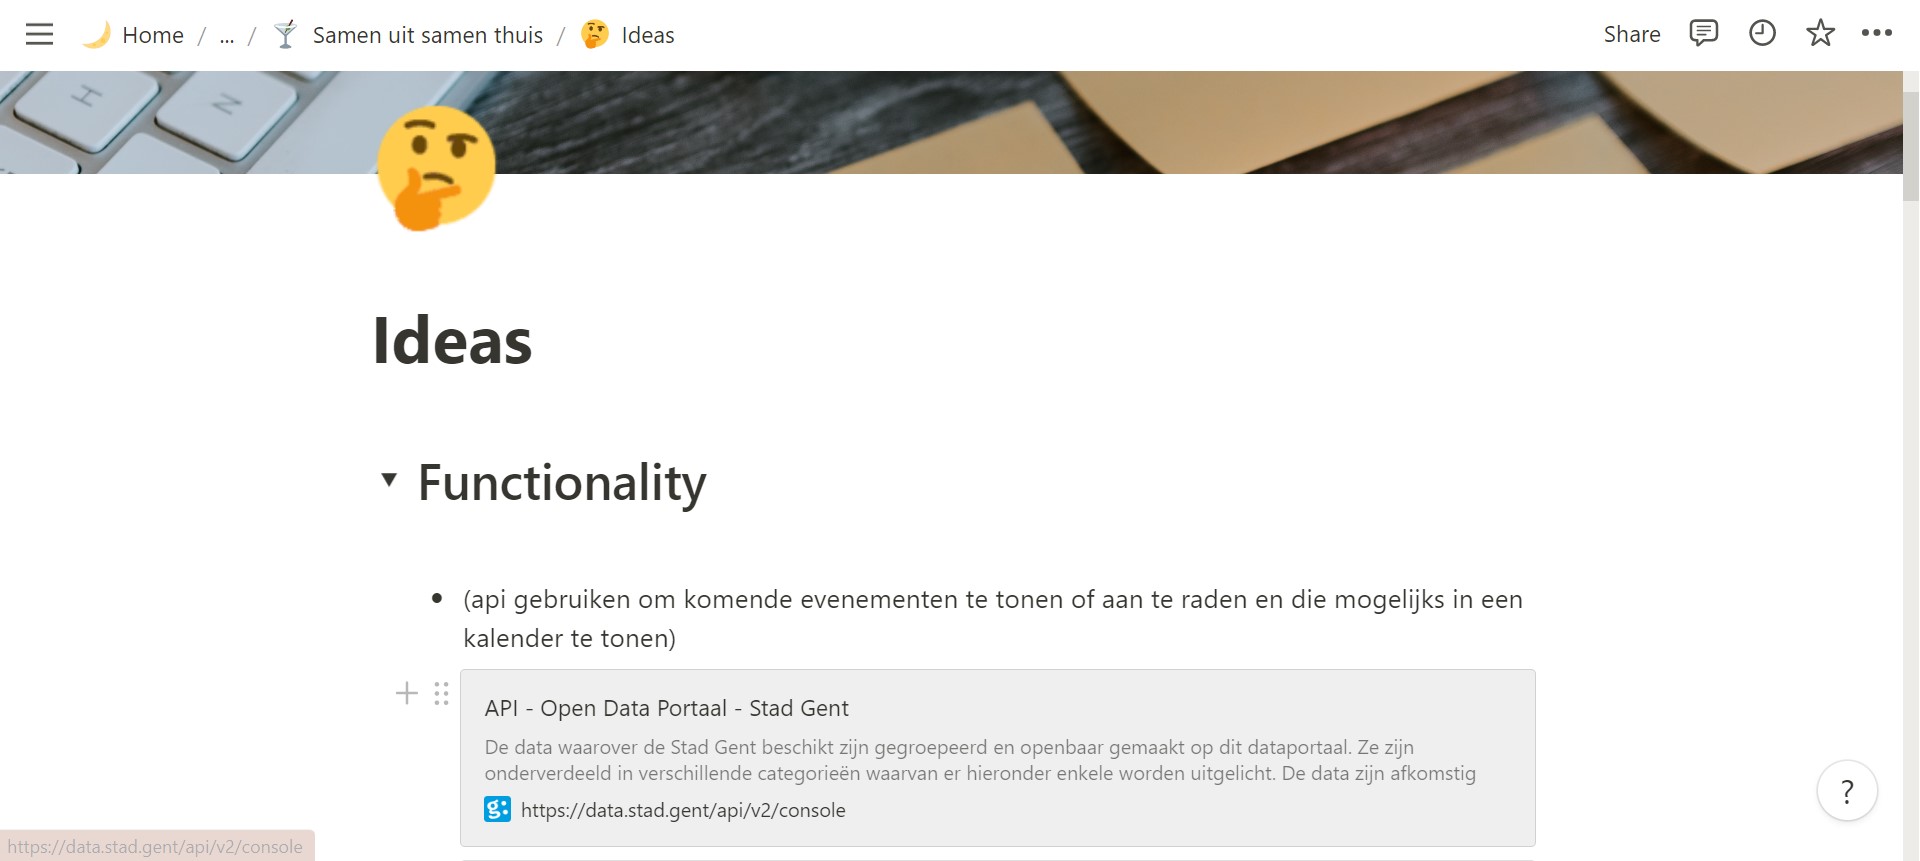 Home / ... / Samen uit samen thuis / Ideas
Share
H
N
Ideas
Functionality
• (api gebruiken om komende evenementen te tonen of aan te raden en die mogelijks in een
kalender te tonen)
API - Open Data Portaal - Stad Gent
De data waarover de Stad Gent beschikt zijn gegroepeerd en openbaar gemaakt op dit dataportaal. Ze zijn
onderverdeeld in verschillende categorieën waarvan er hieronder enkele worden uitgelicht. De data zijn afkomstig
g: https://data.stad.gent/api/v2/console
?
https://data.stad.gent/api/v2/console